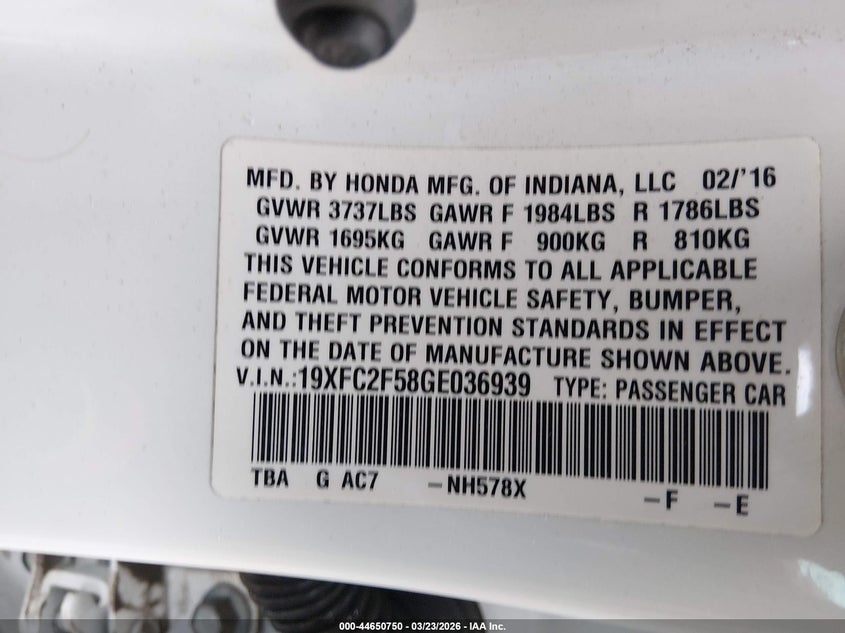 MFD. BY HONDA MFG. OF INDIANA, LLC 02/'16
GVWR 3737LBS GAWR F 1984LBS R 1786LBS
GVWR 1695KG GAWR F 900KG R 810KG
THIS VEHICLE CONFORMS TO ALL APPLICABLE
FEDERAL MOTOR VEHICLE SAFETY, BUMPER,
AND THEFT PREVENTION STANDARDS IN EFFECT
ON THE DATE OF MANUFACTURE SHOWN ABOVE.
V.I.N.:19XFC2F58GE036939 TYPE: PASSENGER CAR
TBA G AC7 –NH578X –F –E
000-44650750 - 03/23/2026 - IAA Inc.